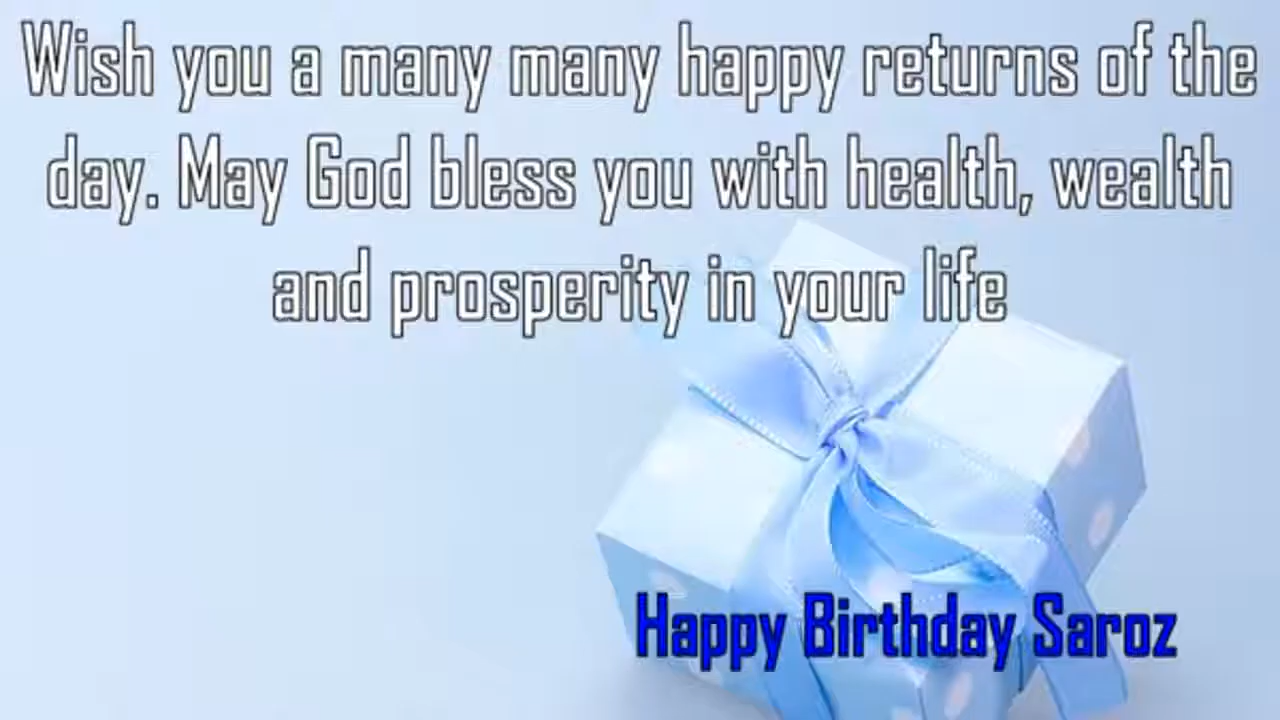 Wish you a many many happy returns of the
day. May God bless you with health, wealth
and prosperity in your life
Happy Birthday Saroz